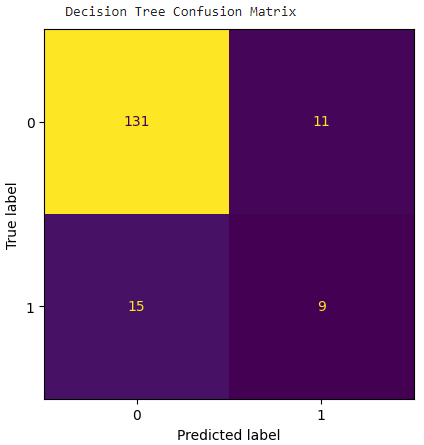 Decision Tree Confusion Matrix
True label
0
131
11
1
15
9
0
1
Predicted label